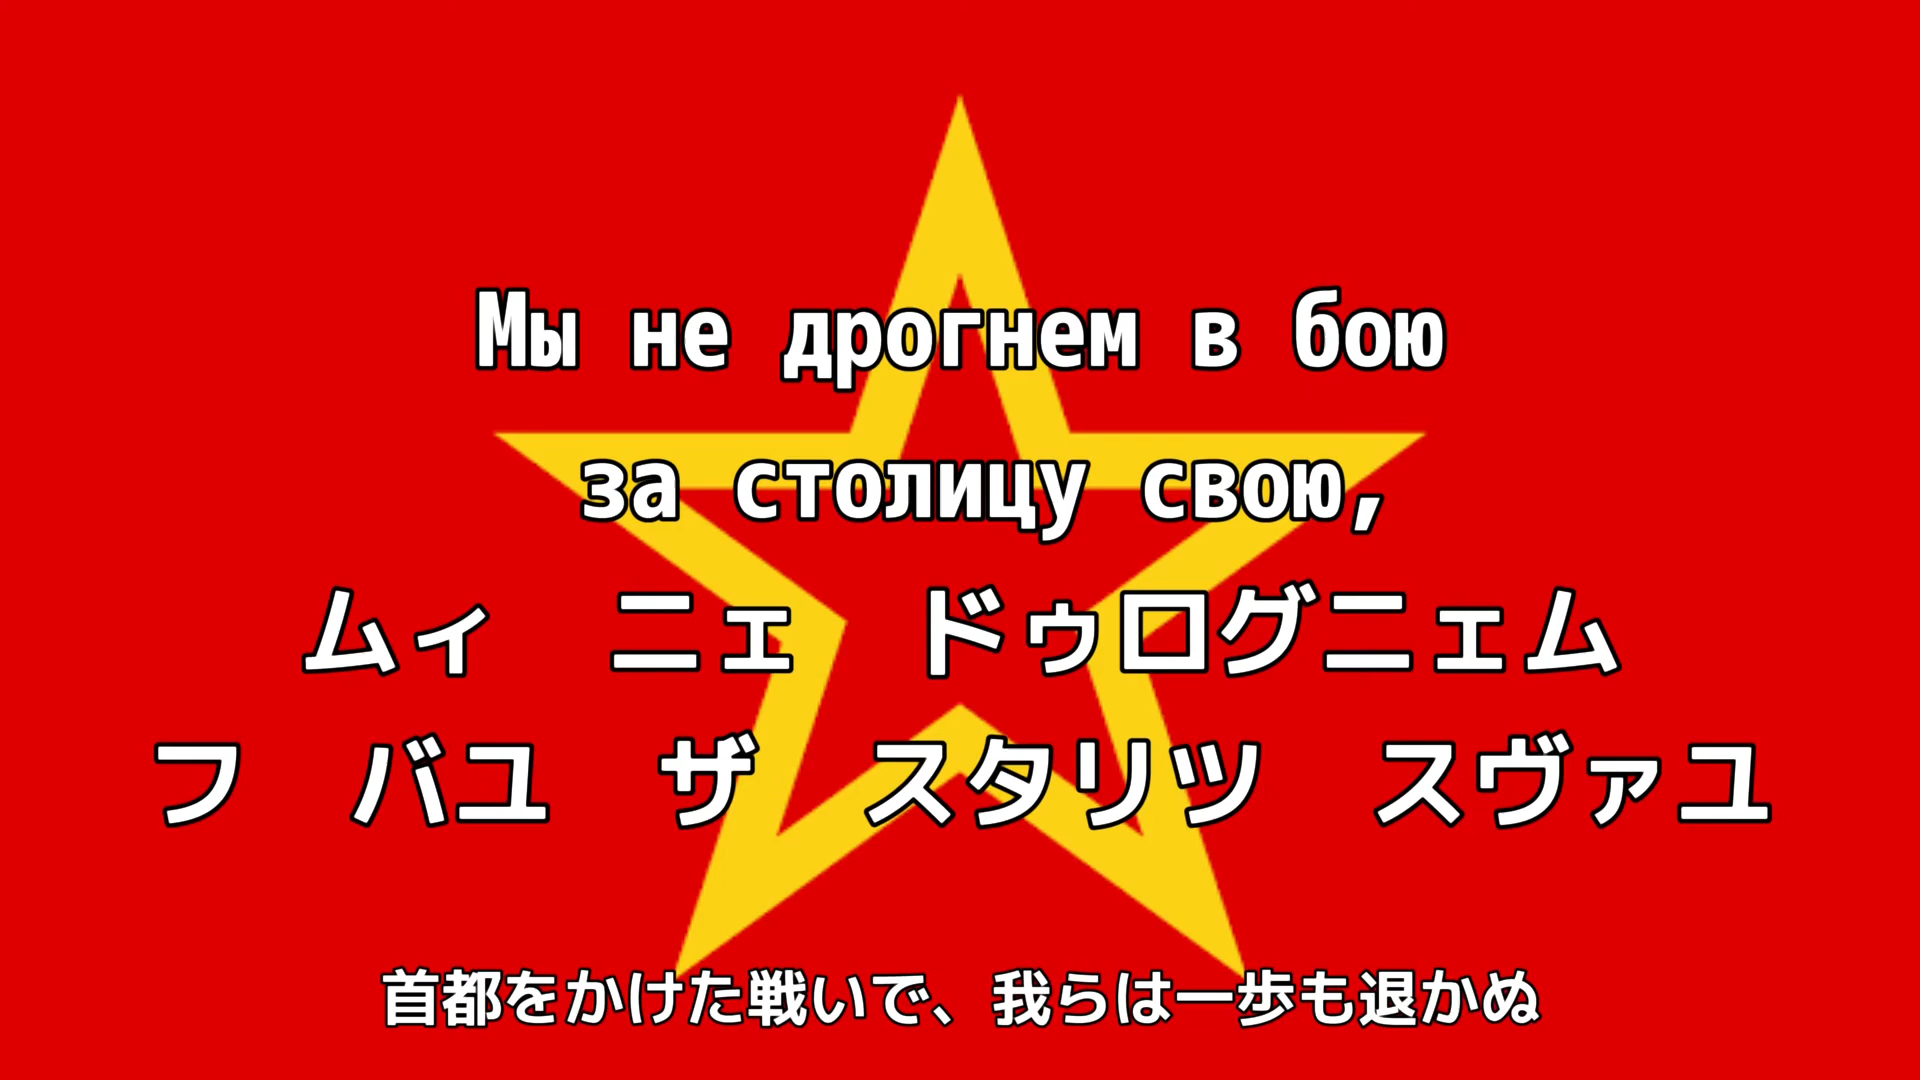 Мы не дрогнем в бою
за столицу свою,
ムィ　ニェ　ドゥログニェム
フ　バユ　ザ　スタリツ　スヴァユ
首都をかけた戦いで、我らは一歩も退かぬ